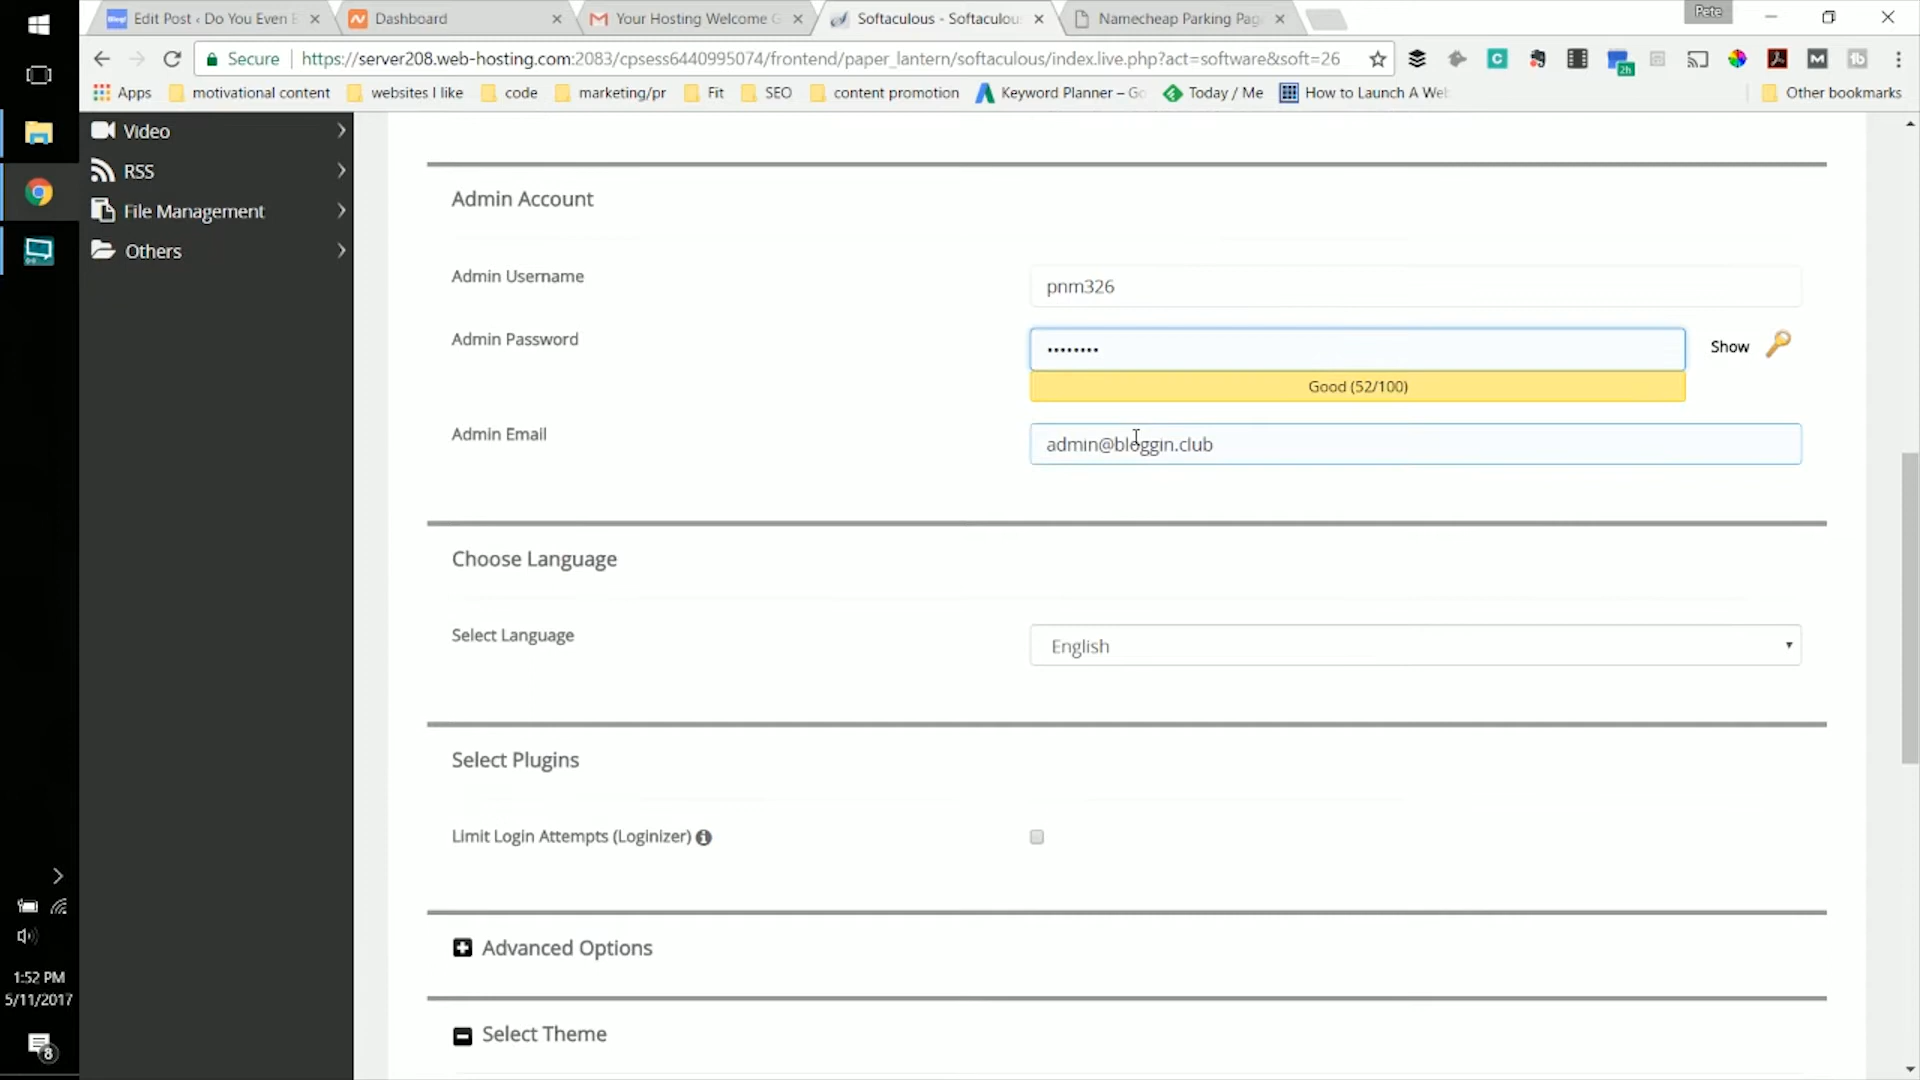 Edit Post ‹ Do You Even B
Dashboard
Your Hosting Welcome G
Softaculous - Softaculou
Namecheap Parking Pag
Pete
Secure
https://server208.web-hosting.com:2083/cpsess6440995074/frontend/paper_lantern/softaculous/index.live.php?act=software&soft=26
2h
Apps
motivational content
websites I like
code
marketing/pr
Fit
SEO
content promotion
Keyword Planner – Go
Today / Me
How to Launch A Web
Other bookmarks
Video
RSS
File Management
Others
Admin Account
Admin Username
pnm326
Admin Password
••••••••
Show
Good (52/100)
Admin Email
admin@bloggin.club
Choose Language
Select Language
English
Select Plugins
Limit Login Attempts (Loginizer)
Advanced Options
Select Theme
1:52 PM
5/11/2017
8